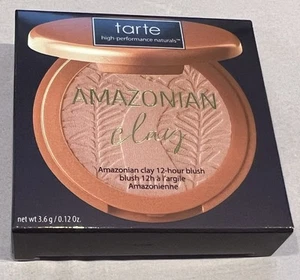 tarte
high-performance naturals™
AMAZONIAN
clay
Amazonian clay 12-hour blush
blush 12h à l'argile
Amazonienne
net wt 3.6 g / 0.12 Oz.